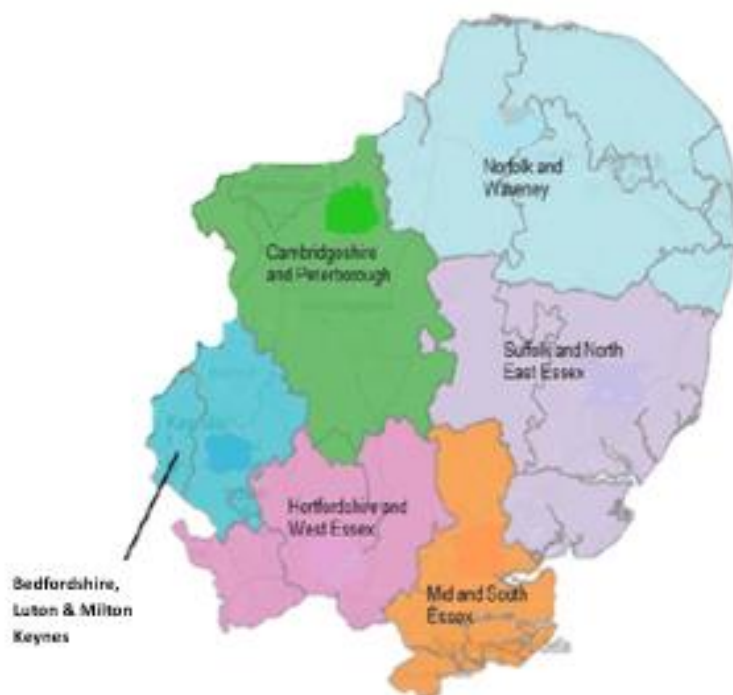 Norfolk and
Waveney
Cambridgeshire
and Peterborough
Suffolk and North
East Essex
Hertfordshire and
West Essex
Mid and South
Essex
Bedfordshire,
Luton & Milton
Keynes